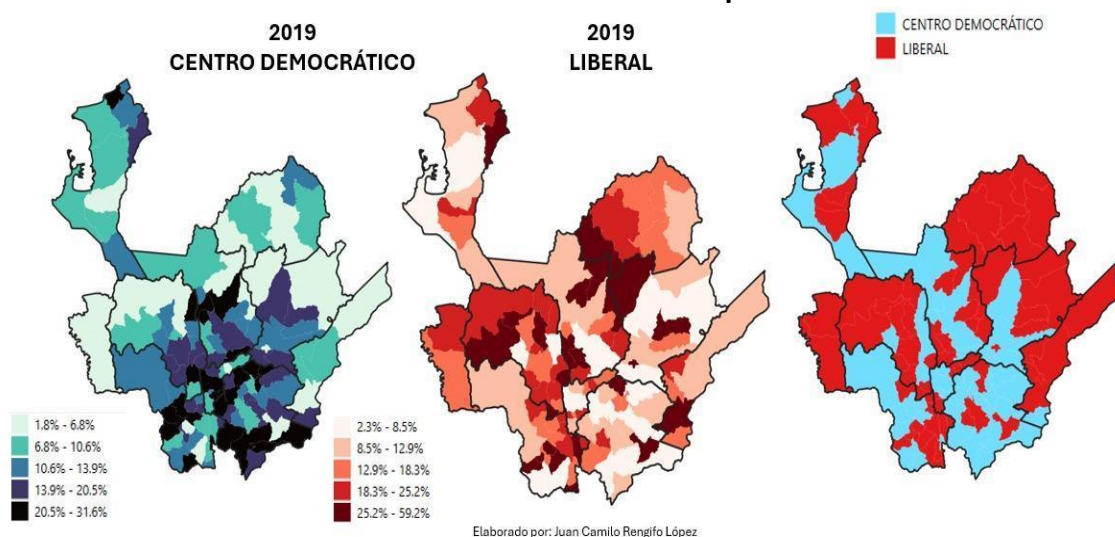 2019
CENTRO DEMOCRÁTICO
2019
LIBERAL
CENTRO DEMOCRÁTICO
LIBERAL
1.8% - 6.8%
6.8% - 10.6%
10.6% - 13.9%
13.9% - 20.5%
20.5% - 31.6%
2.3% - 8.5%
8.5% - 12.9%
12.9% - 18.3%
18.3% - 25.2%
25.2% - 59.2%
Elaborado por: Juan Camilo Rengifo López